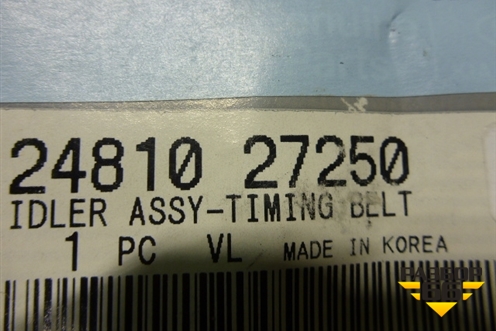 24810 27250
IDLER ASSY-TIMING BELT
1 PC VL MADE IN KOREA